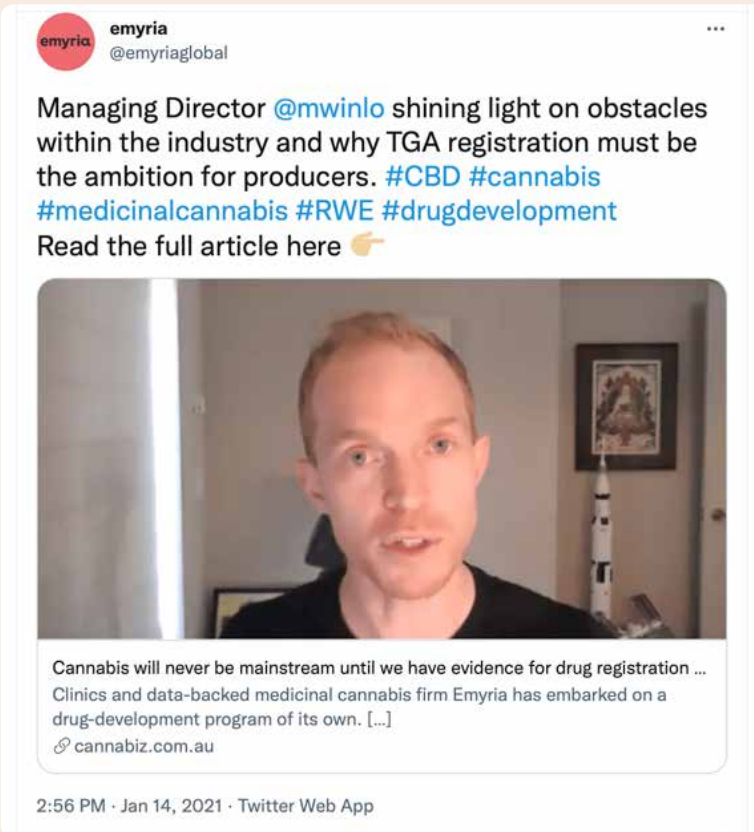 emyria
emyria
@emyriaglobal
Managing Director @mwinlo shining light on obstacles
within the industry and why TGA registration must be
the ambition for producers. #CBD #cannabis
#medicinalcannabis #RWE #drugdevelopment
Read the full article here 👉🏼
Cannabis will never be mainstream until we have evidence for drug registration ...
Clinics and data-backed medicinal cannabis firm Emyria has embarked on a
drug-development program of its own. [...]
cannabiz.com.au
2:56 PM · Jan 14, 2021 · Twitter Web App